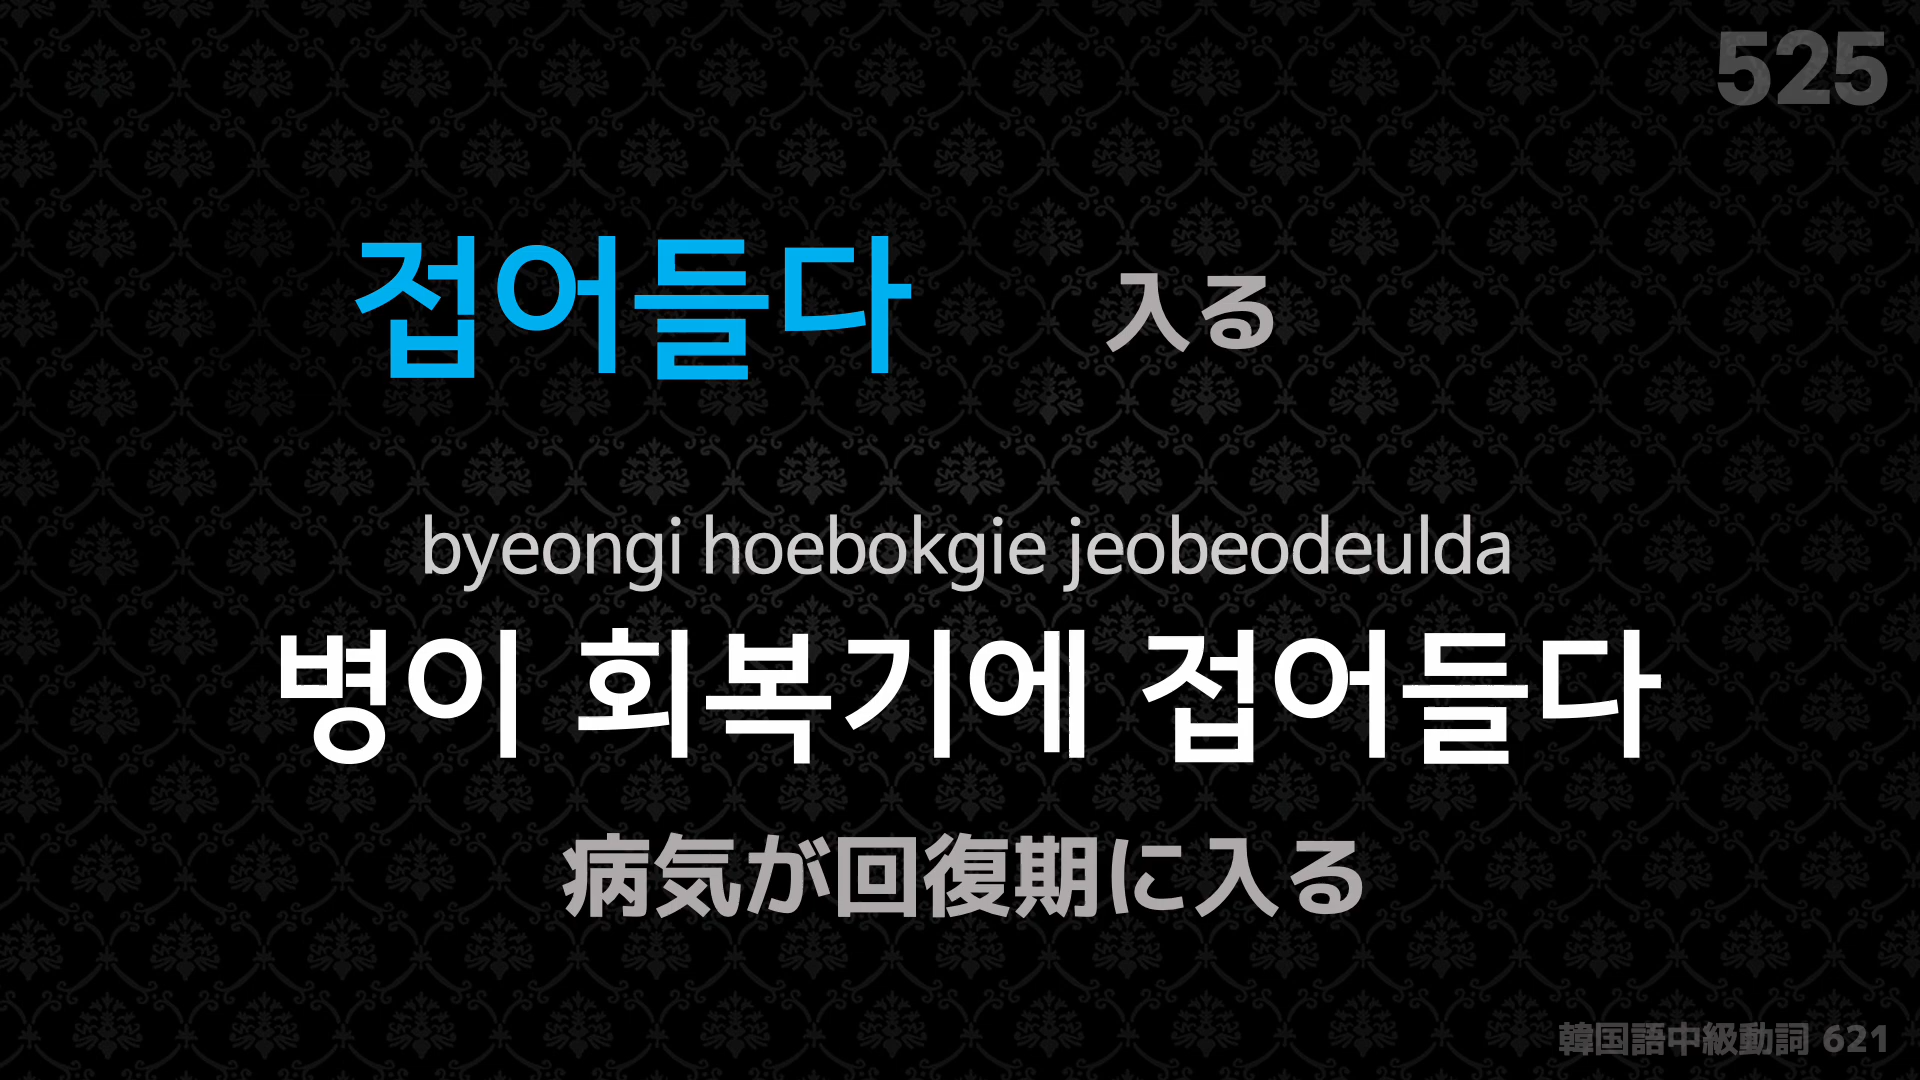 525
접어들다 入る
byeongi hoebokgie jeobeodeulda
병이 회복기에 접어들다
病気が回復期に入る
韓国語中級動詞 621